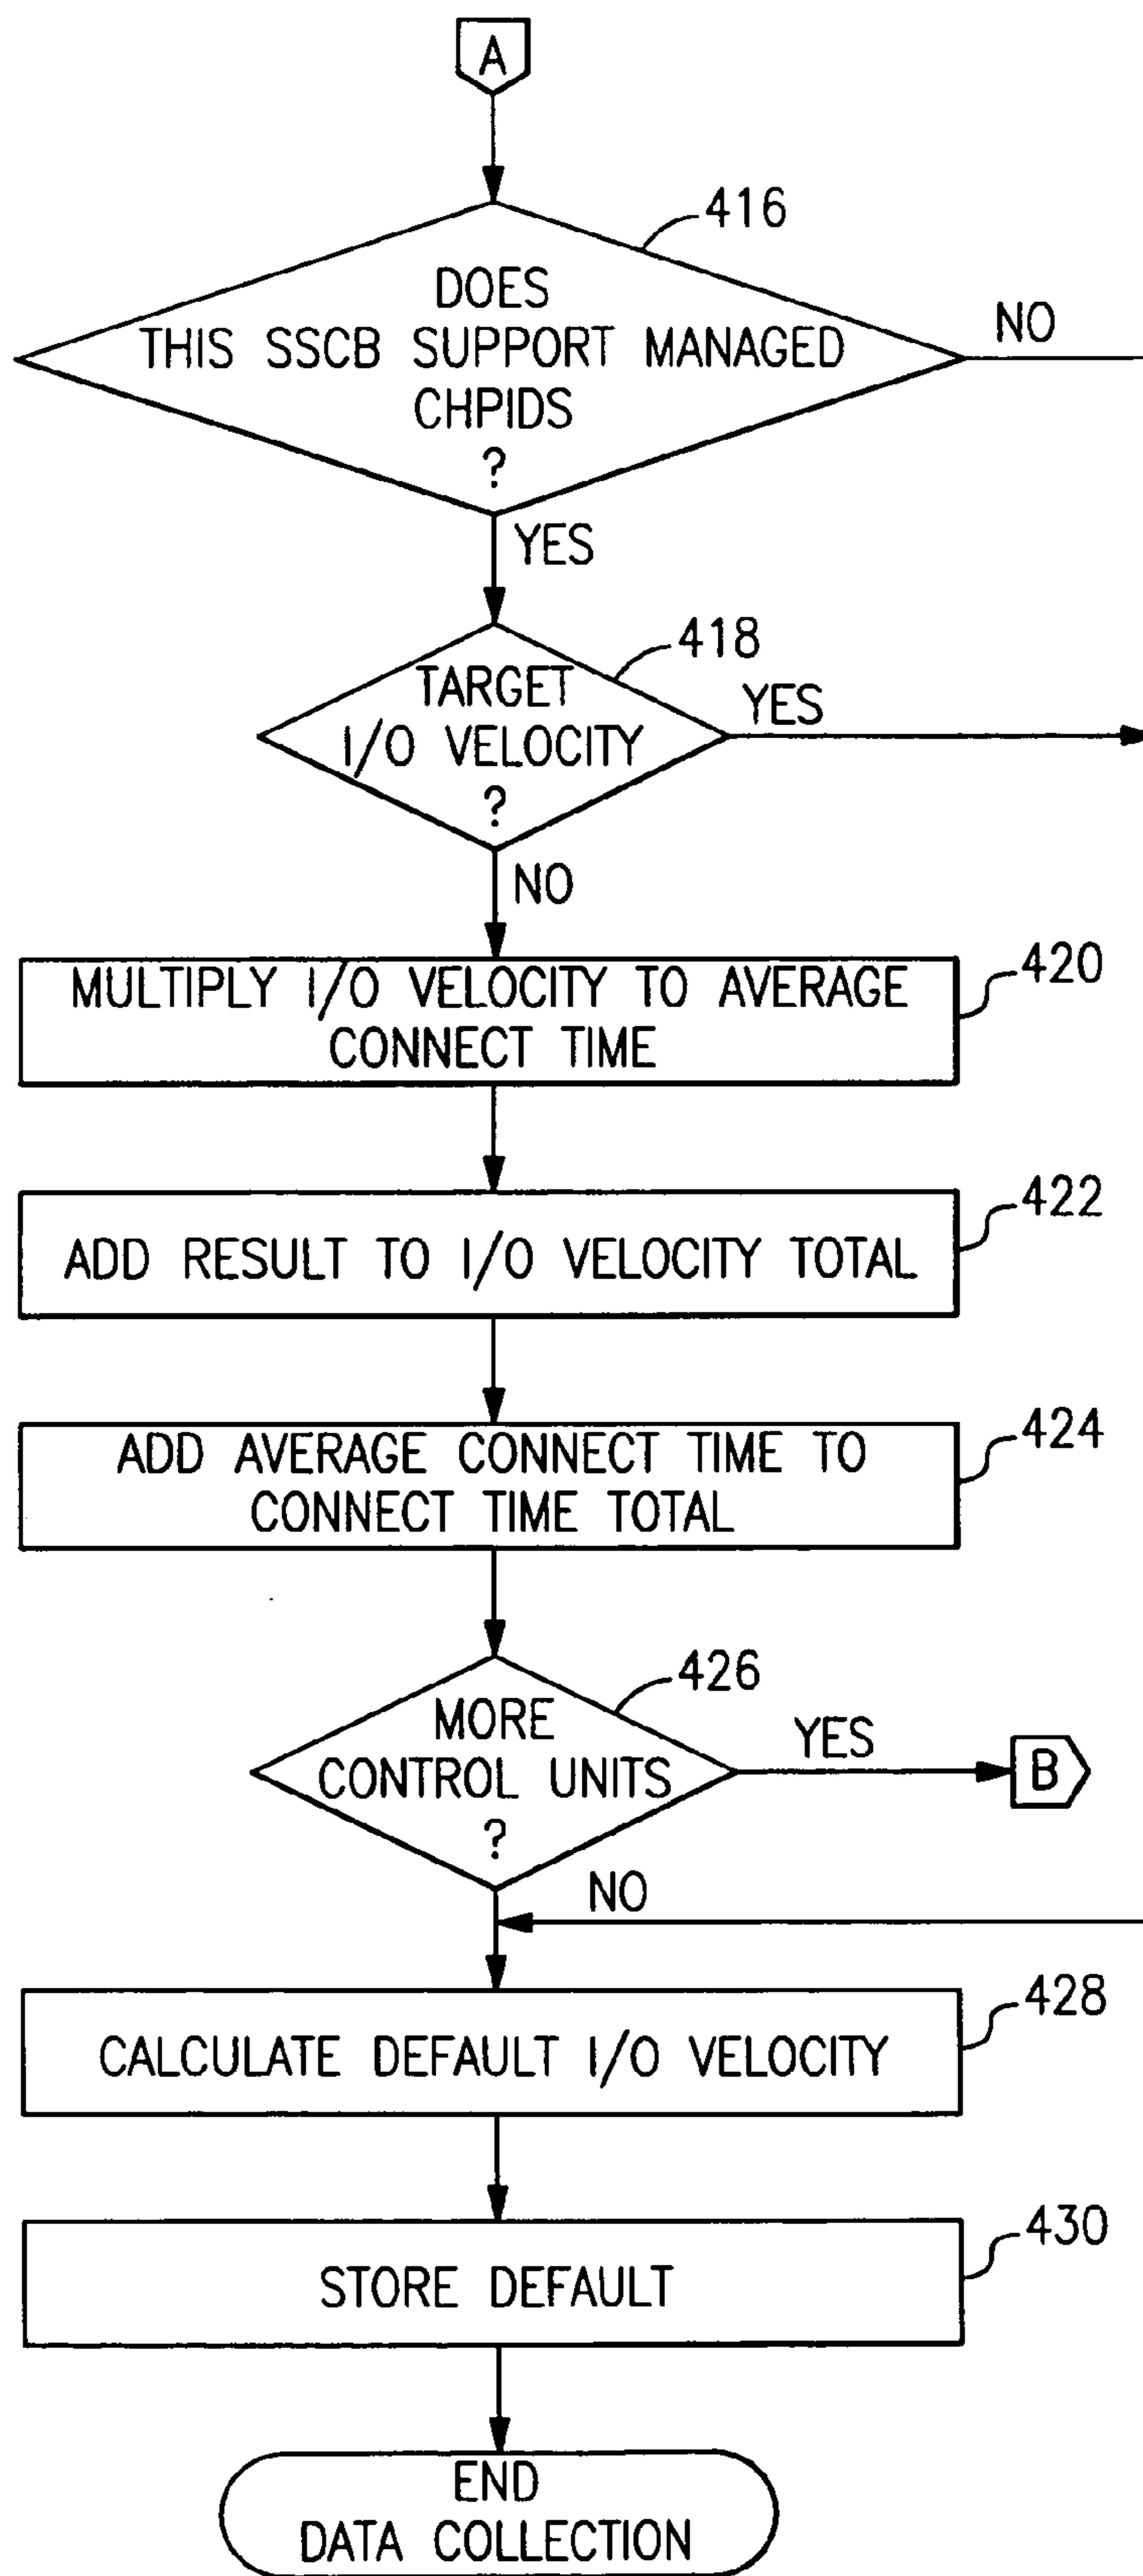 A
416
DOES
THIS SSCB SUPPORT MANAGED
CHPIDS
?
NO
YES
418
TARGET
I/O VELOCITY
?
YES
NO
420
MULTIPLY I/O VELOCITY TO AVERAGE
CONNECT TIME
422
ADD RESULT TO I/O VELOCITY TOTAL
424
ADD AVERAGE CONNECT TIME TO
CONNECT TIME TOTAL
426
MORE
CONTROL UNITS
?
YES
B
NO
428
CALCULATE DEFAULT I/O VELOCITY
430
STORE DEFAULT
END
DATA COLLECTION